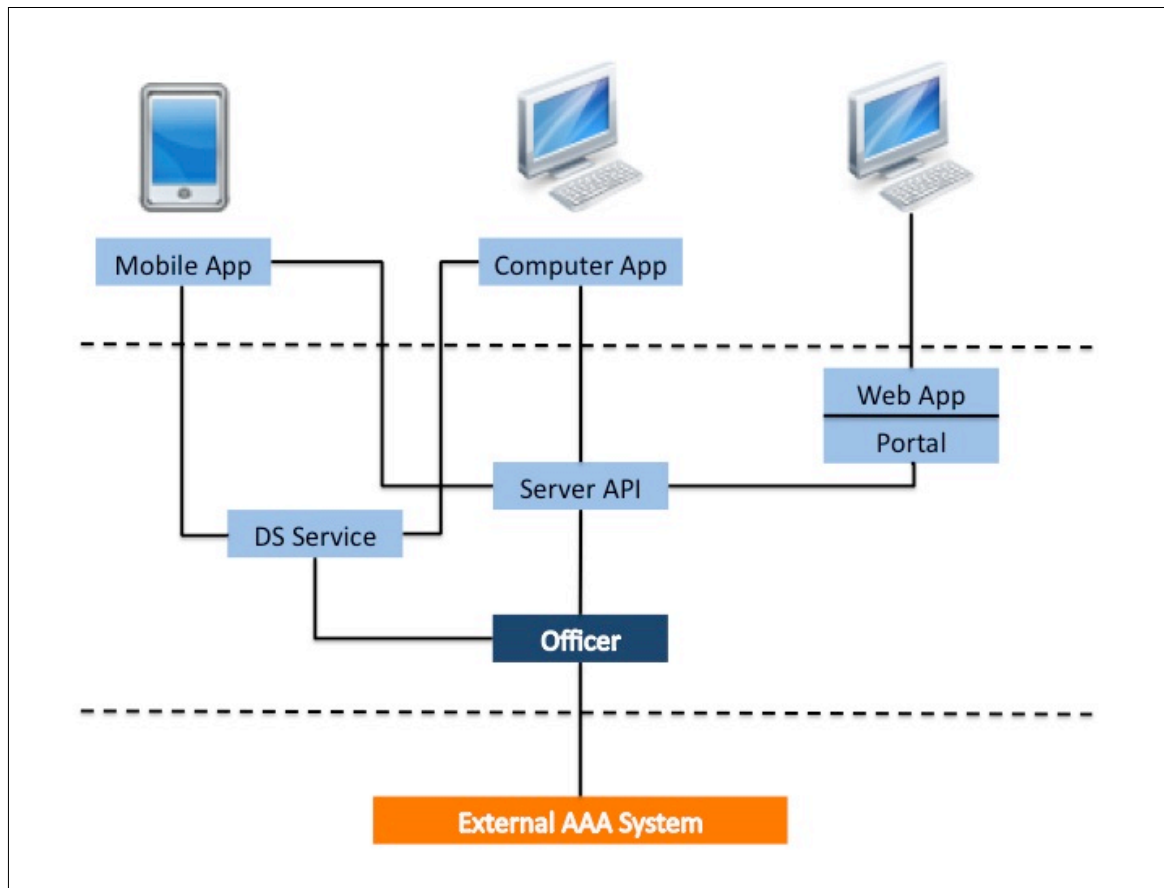 Mobile App
Computer App
Web App
Portal
Server API
DS Service
Officer
External AAA System